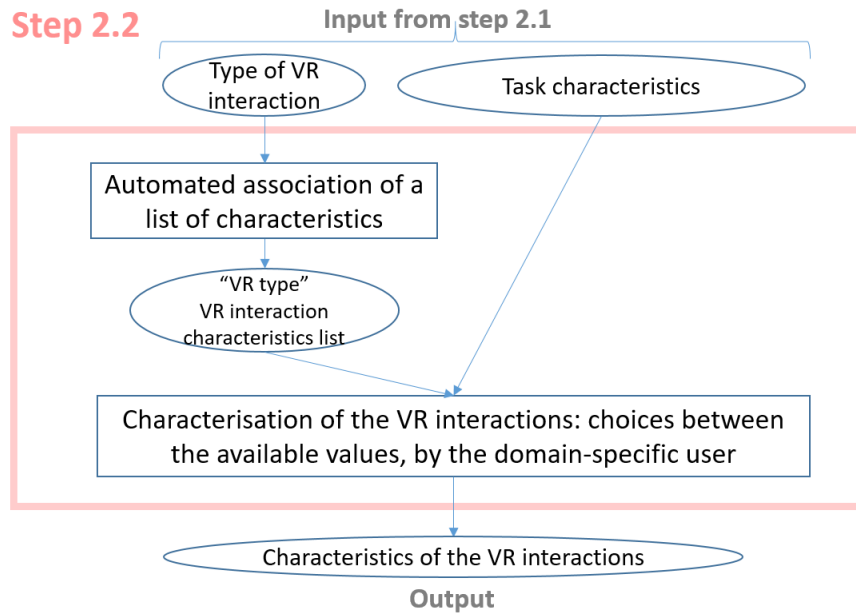 Step 2.2
Input from step 2.1
Type of VR
interaction
Task characteristics
Automated association of a
list of characteristics
“VR type”
VR interaction
characteristics list
Characterisation of the VR interactions: choices between
the available values, by the domain-specific user
Characteristics of the VR interactions
Output